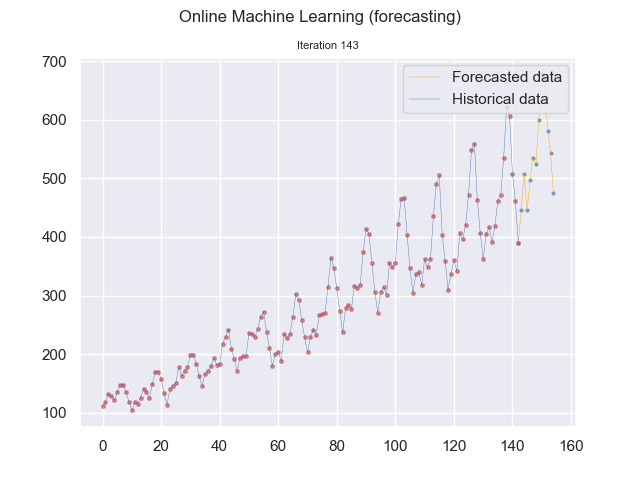 Online Machine Learning (forecasting)
Iteration 143
Forecasted data
Historical data
700
600
500
400
300
200
100
0 20 40 60 80 100 120 140 160